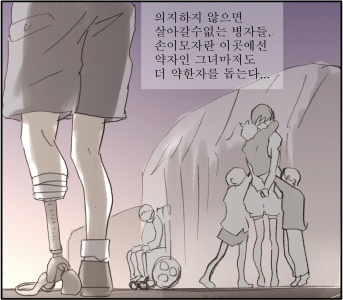 의지하지 않으면
살아갈수없는 병자들.
손이모자란 이곳에선
약자인 그녀마저도
더 약한자를 돕는다...